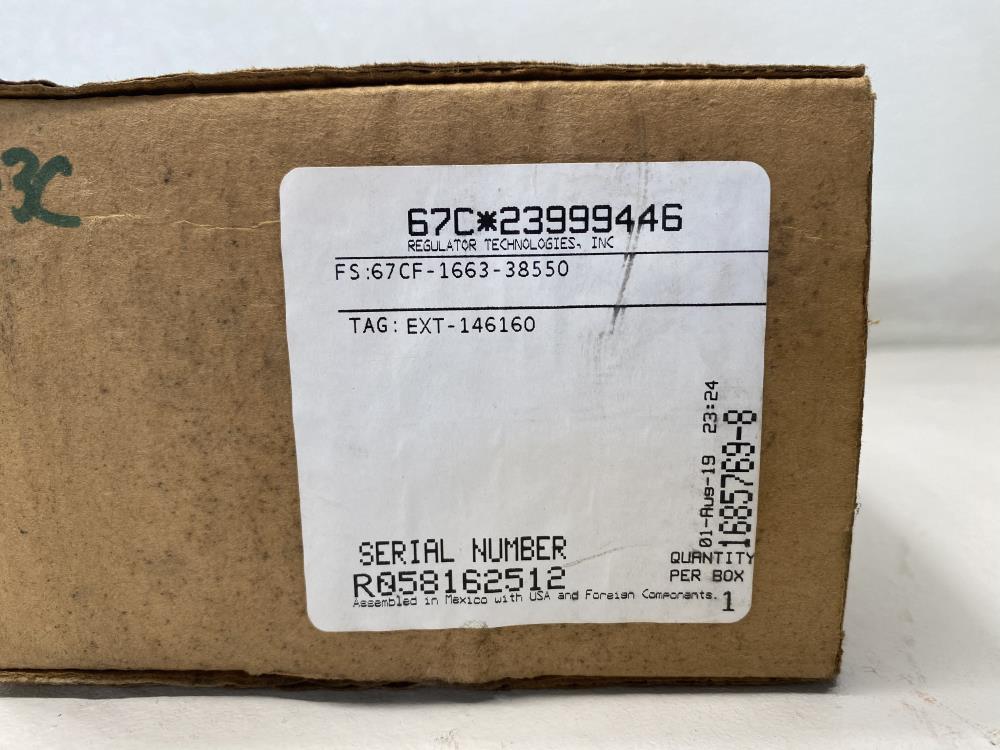 3C
67C*23999446
REGULATOR TECHNOLOGIES, INC
FS:67CF-1663-38550
TAG: EXT-146160
01-Aug-19 23:24
1685769-8
SERIAL NUMBER
R058162512
Assembled in Mexico with USA and Foreign Components.
QUANTITY
PER BOX
1